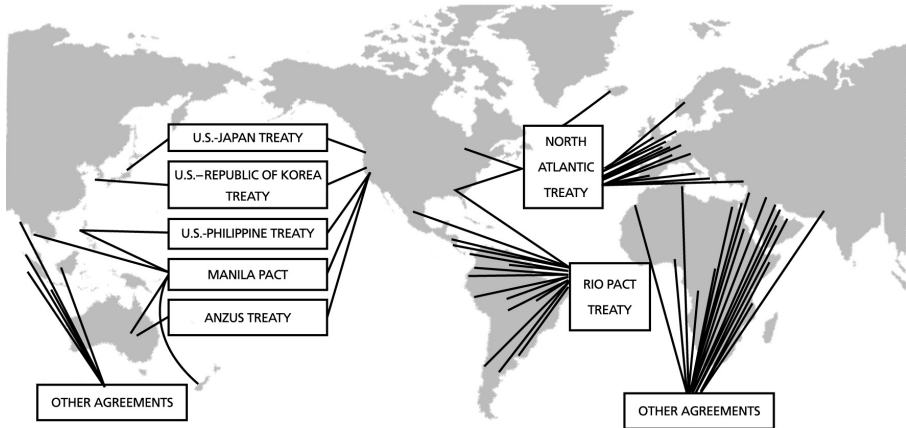 U.S.-JAPAN TREATY
U.S.–REPUBLIC OF KOREA
TREATY
U.S.-PHILIPPINE TREATY
MANILA PACT
ANZUS TREATY
OTHER AGREEMENTS
NORTH
ATLANTIC
TREATY
RIO PACT
TREATY
OTHER AGREEMENTS